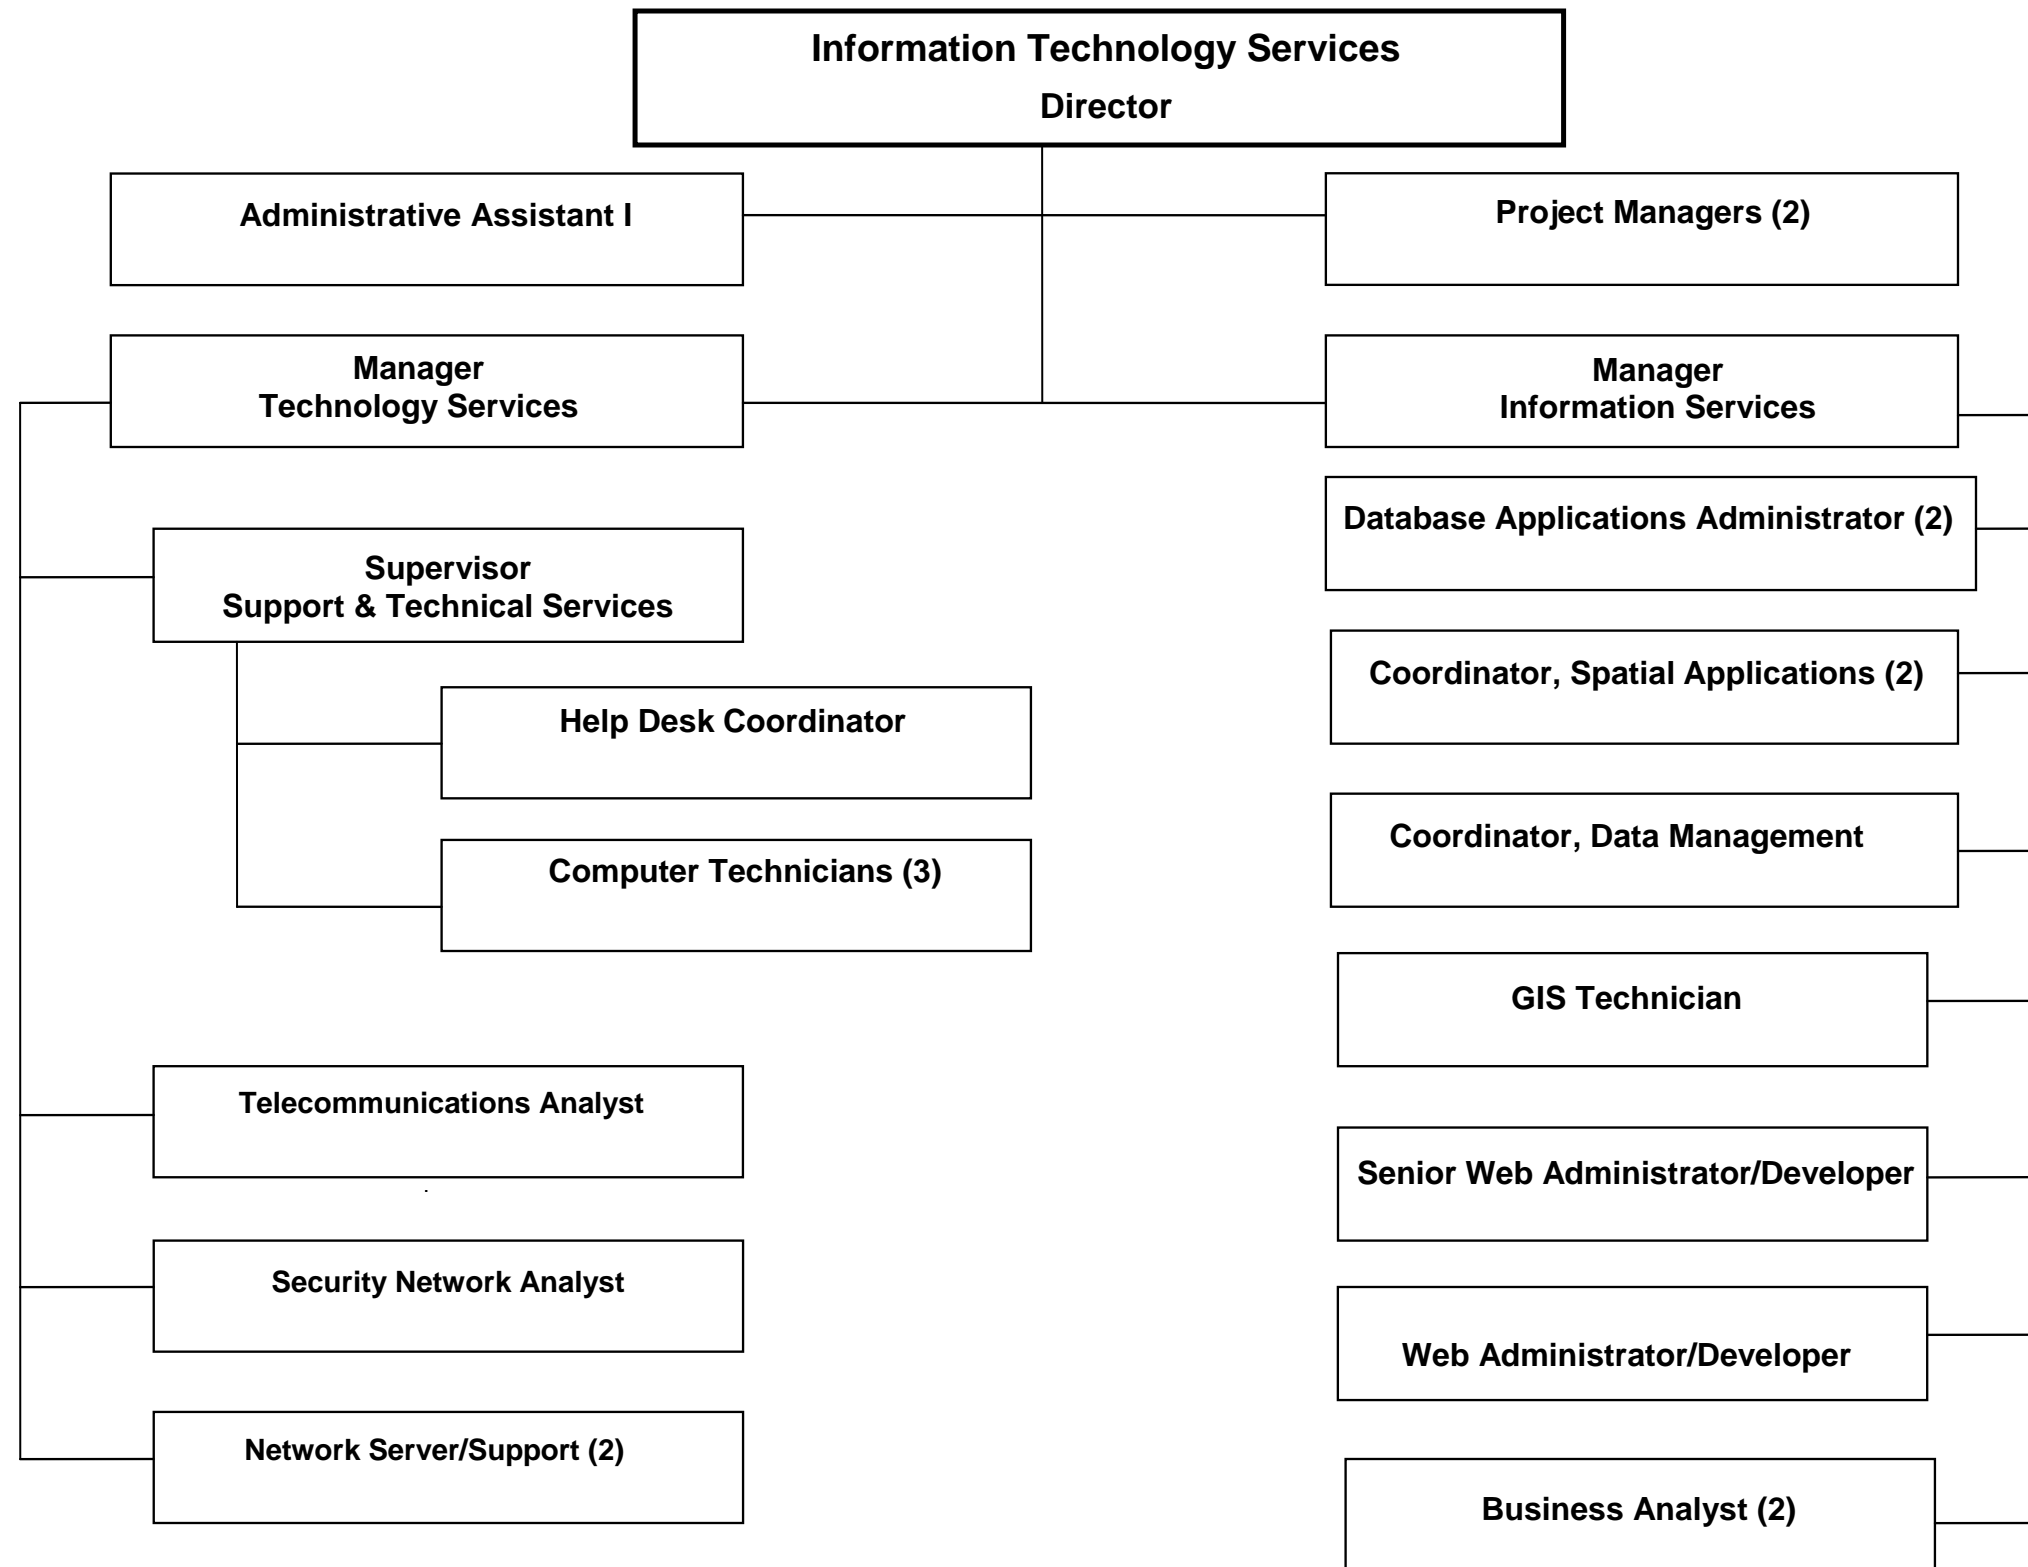 Information Technology Services
Director
Administrative Assistant I
Project Managers (2)
Manager
Technology Services
Manager
Information Services
Database Applications Administrator (2)
Supervisor
Support & Technical Services
Coordinator, Spatial Applications (2)
Help Desk Coordinator
Coordinator, Data Management
Computer Technicians (3)
GIS Technician
Telecommunications Analyst
Senior Web Administrator/Developer
Security Network Analyst
Web Administrator/Developer
Network Server/Support (2)
Business Analyst (2)